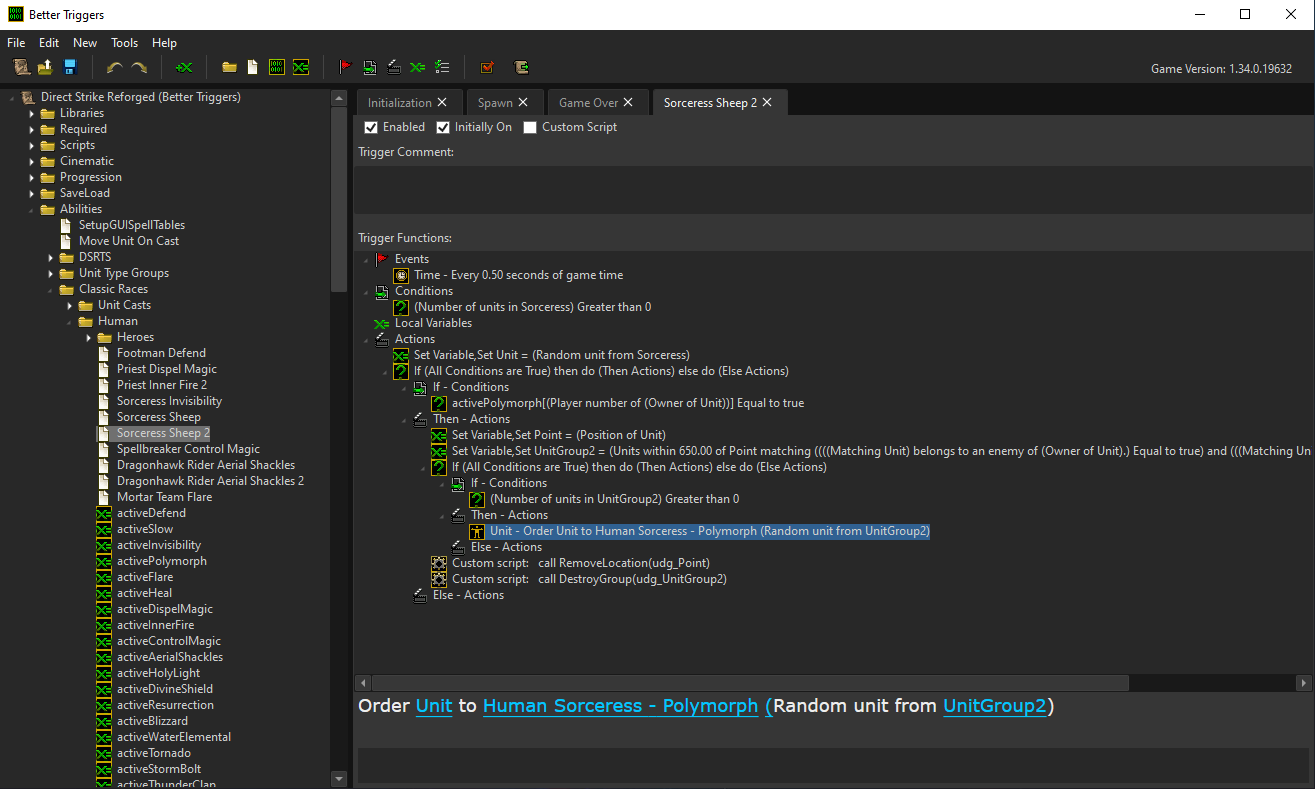 Better Triggers
File Edit New Tools Help
Game Version: 1.34.0.19632
Direct Strike Reforged (Better Triggers)
Libraries
Required
Scripts
Cinematic
Progression
SaveLoad
Abilities
SetupGUISpellTables
Move Unit On Cast
DSRTS
Unit Type Groups
Classic Races
Unit Casts
Human
Heroes
Footman Defend
Priest Dispel Magic
Priest Inner Fire 2
Sorceress Invisibility
Sorceress Sheep
Sorceress Sheep 2
Spellbreaker Control Magic
Dragonhawk Rider Aerial Shackles
Dragonhawk Rider Aerial Shackles 2
Mortar Team Flare
activeDefend
activeSlow
activeInvisibility
activePolymorph
activeFlare
activeHeal
activeDispelMagic
activeInnerFire
activeControlMagic
activeAerialShackles
activeHolyLight
activeDivineShield
activeResurrection
activeBlizzard
activeWaterElemental
activeTornado
activeStormBolt
activeThunderClap
Initialization Spawn Game Over Sorceress Sheep 2
Enabled Initially On Custom Script
Trigger Comment:
Trigger Functions:
Events
Time - Every 0.50 seconds of game time
Conditions
(Number of units in Sorceress) Greater than 0
Local Variables
Actions
Set Variable,Set Unit = (Random unit from Sorceress)
If (All Conditions are True) then do (Then Actions) else do (Else Actions)
If - Conditions
activePolymorph[(Player number of (Owner of Unit))] Equal to true
Then - Actions
Set Variable,Set Point = (Position of Unit)
Set Variable,Set UnitGroup2 = (Units within 650.00 of Point matching ((((Matching Unit) belongs to an enemy of (Owner of Unit).) Equal to true) and (((Matching Un
If (All Conditions are True) then do (Then Actions) else do (Else Actions)
If - Conditions
(Number of units in UnitGroup2) Greater than 0
Then - Actions
Unit - Order Unit to Human Sorceress - Polymorph (Random unit from UnitGroup2)
Else - Actions
Custom script: call RemoveLocation(udg_Point)
Custom script: call DestroyGroup(udg_UnitGroup2)
Else - Actions
Order Unit to Human Sorceress - Polymorph (Random unit from UnitGroup2)